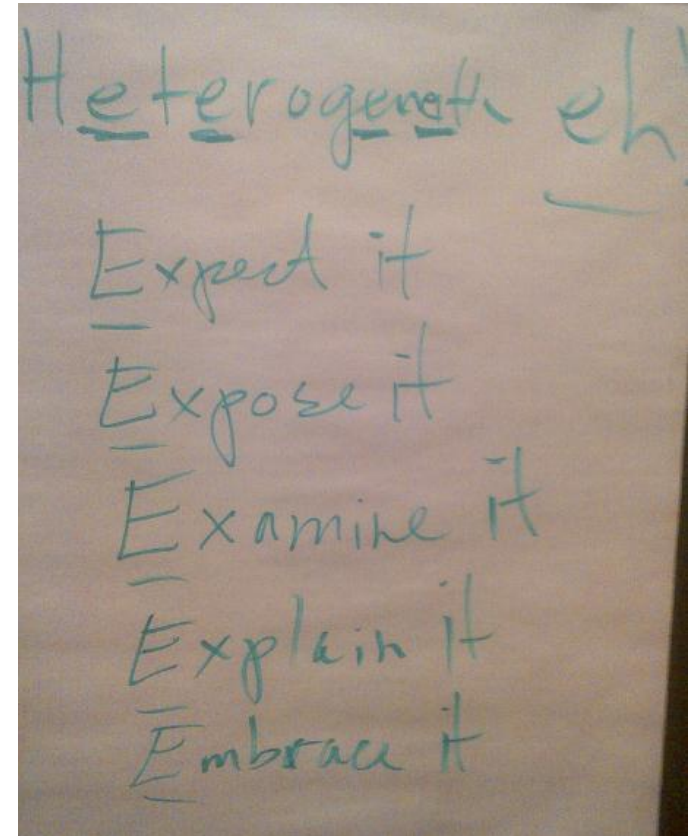 Heterogeneity eh!
Expect it
Expose it
Examine it
Explain it
Embrace it